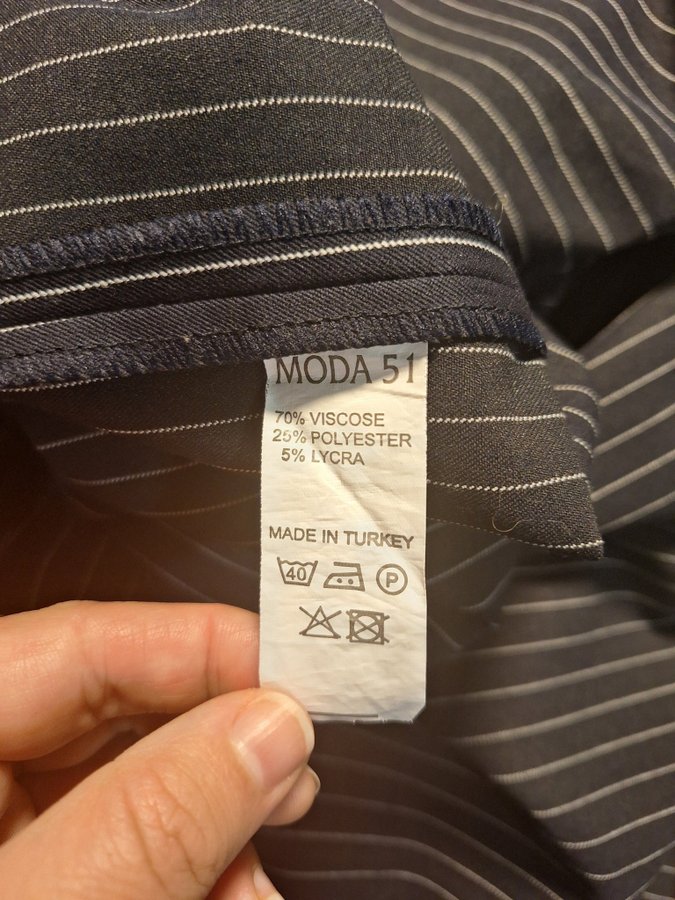 MODA 51
70% VISCOSE
25% POLYESTER
5% LYCRA
MADE IN TURKEY
40
P